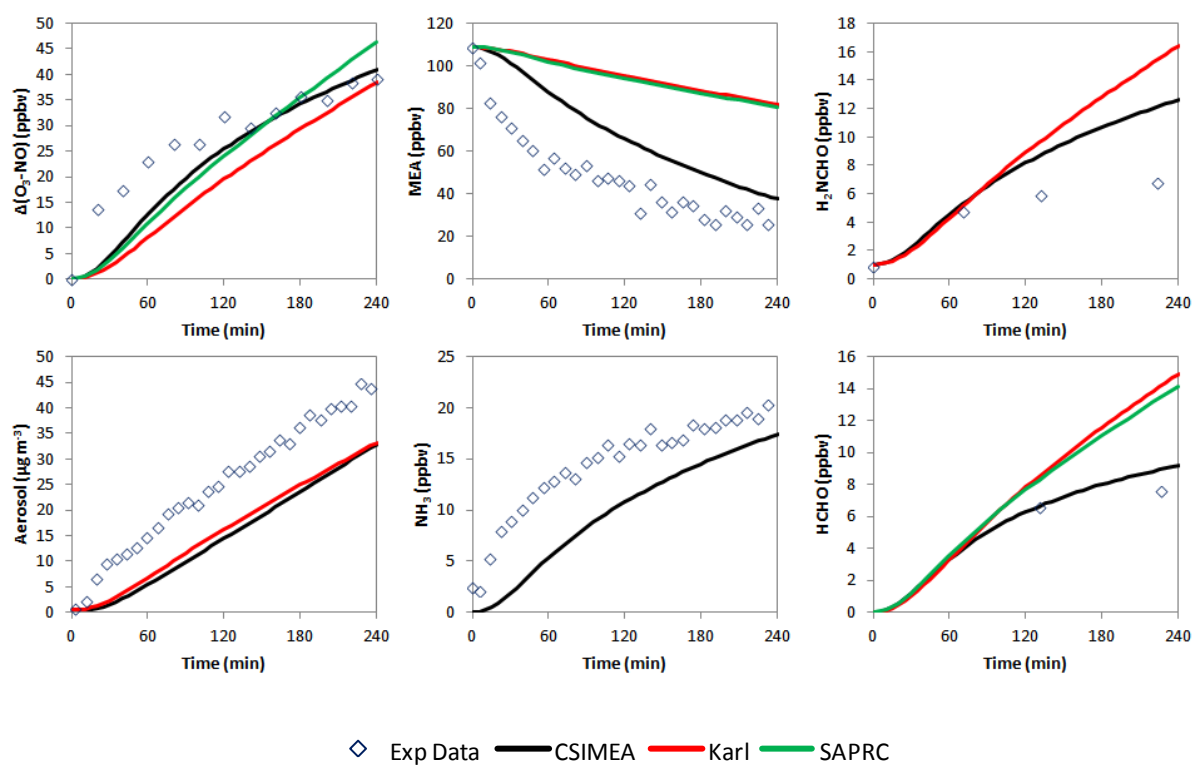 Δ(O₃-NO) (ppbv)
50
45
40
35
30
25
20
15
10
5
0
0 60 120 180 240
Time (min)
MEA (ppbv)
120
100
80
60
40
20
0
0 60 120 180 240
Time (min)
H₂NCHO (ppbv)
18
16
14
12
10
8
6
4
2
0
0 60 120 180 240
Time (min)
Aerosol (µg m⁻³)
50
45
40
35
30
25
20
15
10
5
0
0 60 120 180 240
Time (min)
NH₃ (ppbv)
25
20
15
10
5
0
0 60 120 180 240
Time (min)
HCHO (ppbv)
16
14
12
10
8
6
4
2
0
0 60 120 180 240
Time (min)
Exp Data CSIMEA Karl SAPRC